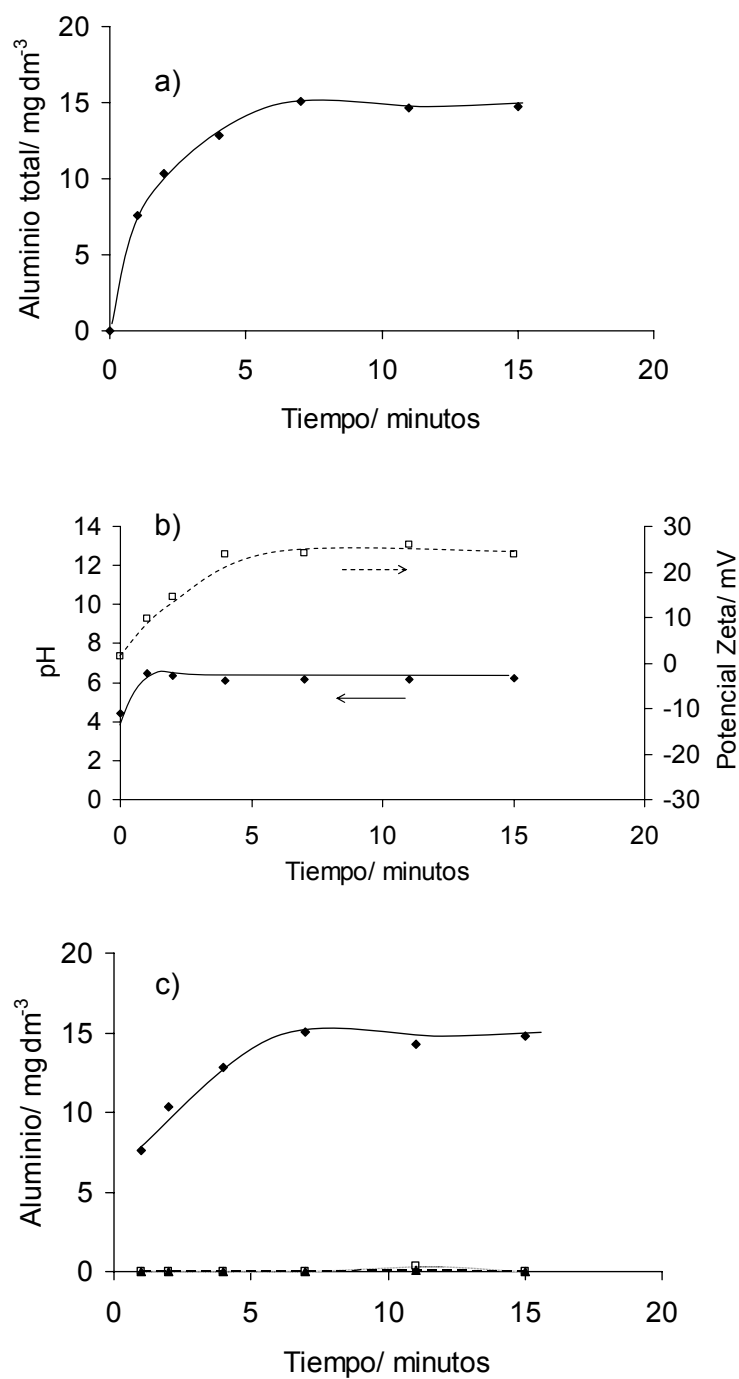 a)
Aluminio total/ mg dm-3
20
15
10
5
0
0 5 10 15 20
Tiempo/ minutos
b)
pH
14
12
10
8
6
4
2
0
30
20
10
0
-10
-20
-30
Potencial Zeta/ mV
0 5 10 15 20
Tiempo/ minutos
c)
Aluminio/ mg dm-3
20
15
10
5
0
0 5 10 15 20
Tiempo/ minutos